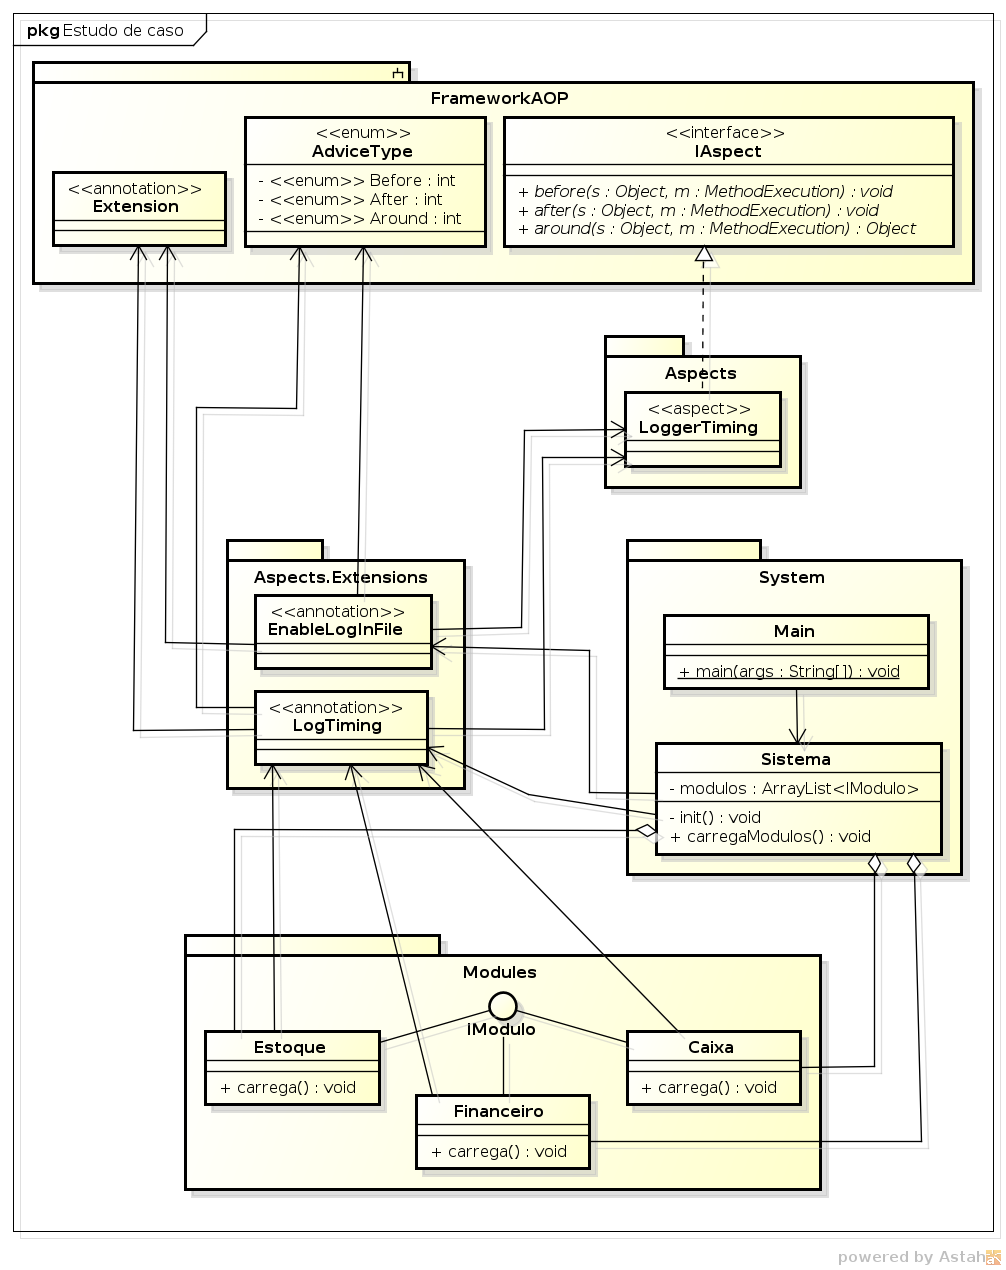 pkg Estudo de caso
FrameworkAOP
<<annotation>>
Extension
<<enum>>
AdviceType
- <<enum>> Before : int
- <<enum>> After : int
- <<enum>> Around : int
<<interface>>
IAspect
+ before(s : Object, m : MethodExecution) : void
+ after(s : Object, m : MethodExecution) : void
+ around(s : Object, m : MethodExecution) : Object
Aspects
<<aspect>>
LoggerTiming
Aspects.Extensions
<<annotation>>
EnableLogInFile
<<annotation>>
LogTiming
System
Main
+ main(args : String[]) : void
Sistema
- modulos : ArrayList<IModulo>
- init() : void
+ carregaModulos() : void
Modules
IModulo
Estoque
+ carrega() : void
Financeiro
+ carrega() : void
Caixa
+ carrega() : void
powered by Astah